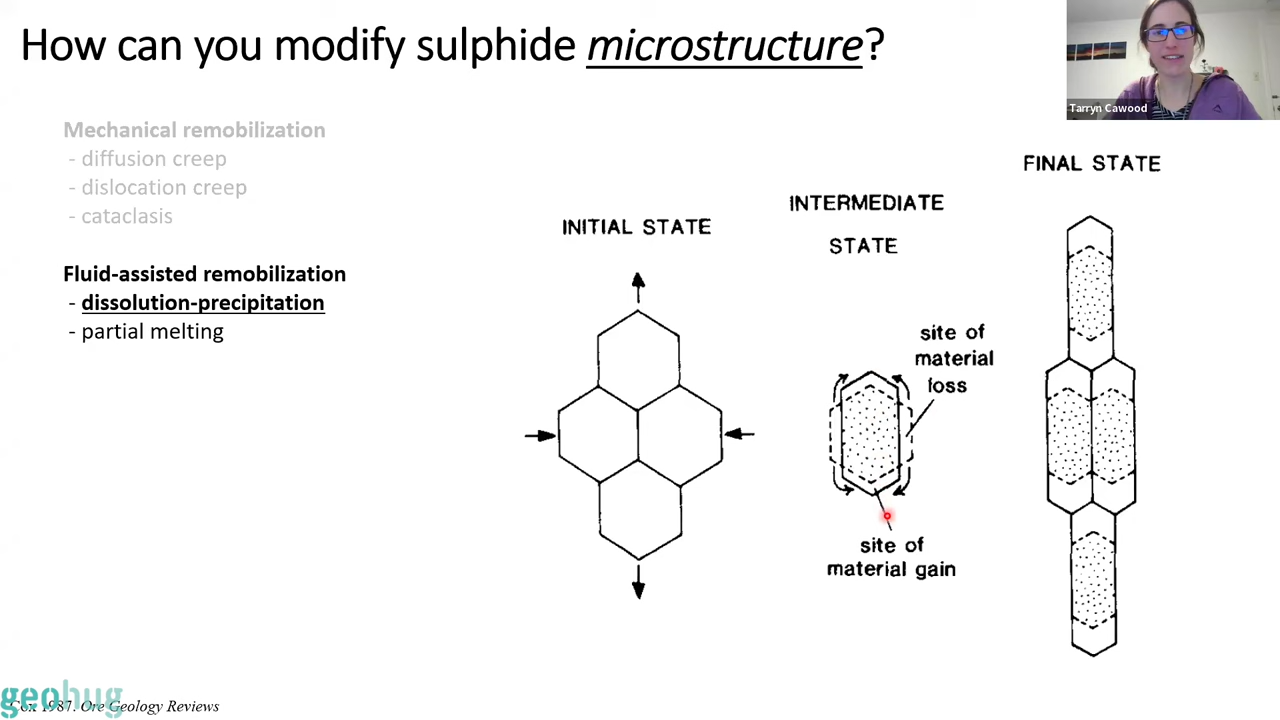 How can you modify sulphide microstructure?
Tarryn Cawood
Mechanical remobilization
- diffusion creep
- dislocation creep
- cataclasis
Fluid-assisted remobilization
- dissolution-precipitation
- partial melting
INITIAL STATE
INTERMEDIATE
STATE
FINAL STATE
site of
material
loss
site of
material gain
geohug
Cox 1987. Ore Geology Reviews